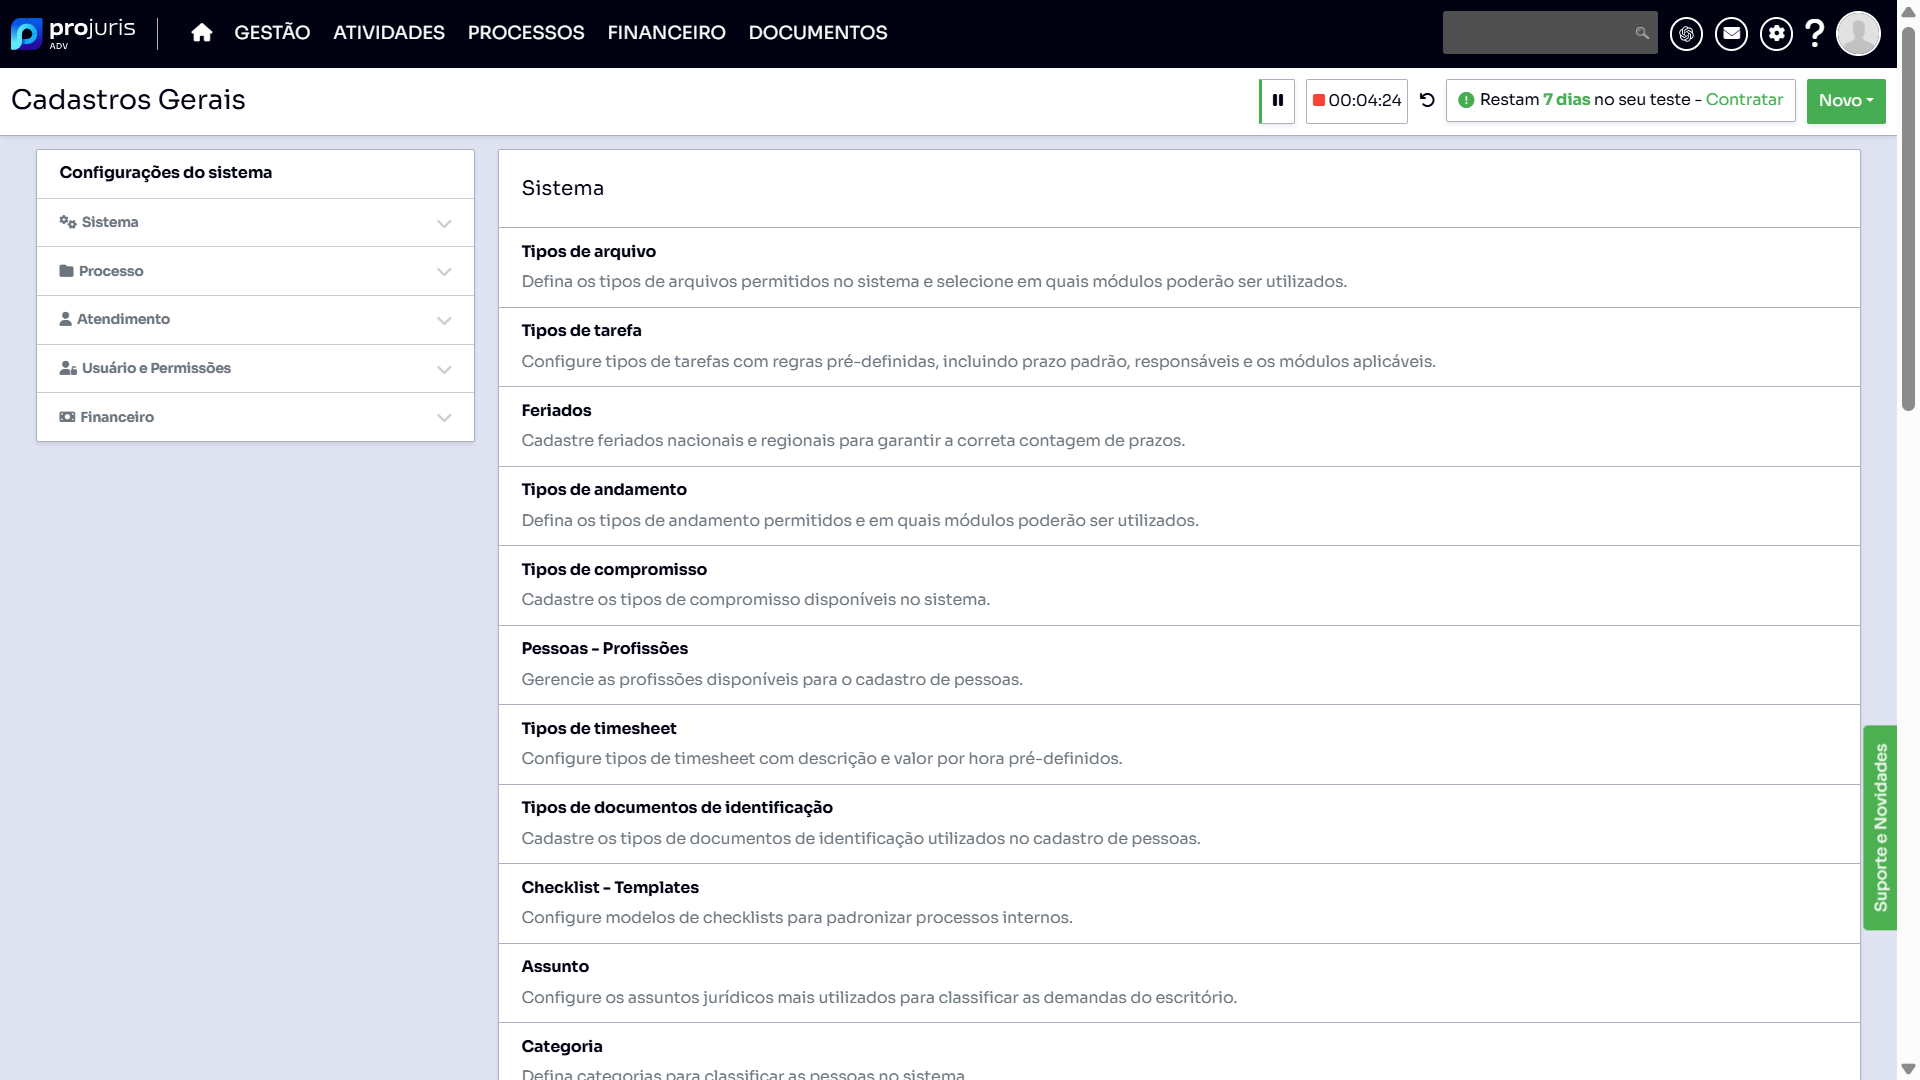 projuris
ADV
GESTÃO
ATIVIDADES
PROCESSOS
FINANCEIRO
DOCUMENTOS
Cadastros Gerais
00:04:24
Restam 7 dias no seu teste - Contratar
Novo
Configurações do sistema
Sistema
Processo
Atendimento
Usuário e Permissões
Financeiro
Sistema
Tipos de arquivo
Defina os tipos de arquivos permitidos no sistema e selecione em quais módulos poderão ser utilizados.
Tipos de tarefa
Configure tipos de tarefas com regras pré-definidas, incluindo prazo padrão, responsáveis e os módulos aplicáveis.
Feriados
Cadastre feriados nacionais e regionais para garantir a correta contagem de prazos.
Tipos de andamento
Defina os tipos de andamento permitidos e em quais módulos poderão ser utilizados.
Tipos de compromisso
Cadastre os tipos de compromisso disponíveis no sistema.
Pessoas - Profissões
Gerencie as profissões disponíveis para o cadastro de pessoas.
Tipos de timesheet
Configure tipos de timesheet com descrição e valor por hora pré-definidos.
Tipos de documentos de identificação
Cadastre os tipos de documentos de identificação utilizados no cadastro de pessoas.
Checklist - Templates
Configure modelos de checklists para padronizar processos internos.
Assunto
Configure os assuntos jurídicos mais utilizados para classificar as demandas do escritório.
Categoria
Defina categorias para classificar as pessoas no sistema.
Suporte e Novidades